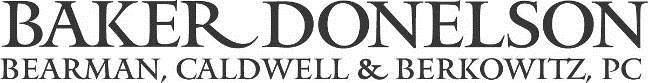 BAKER DONELSON
BEARMAN, CALDWELL & BERKOWITZ, PC